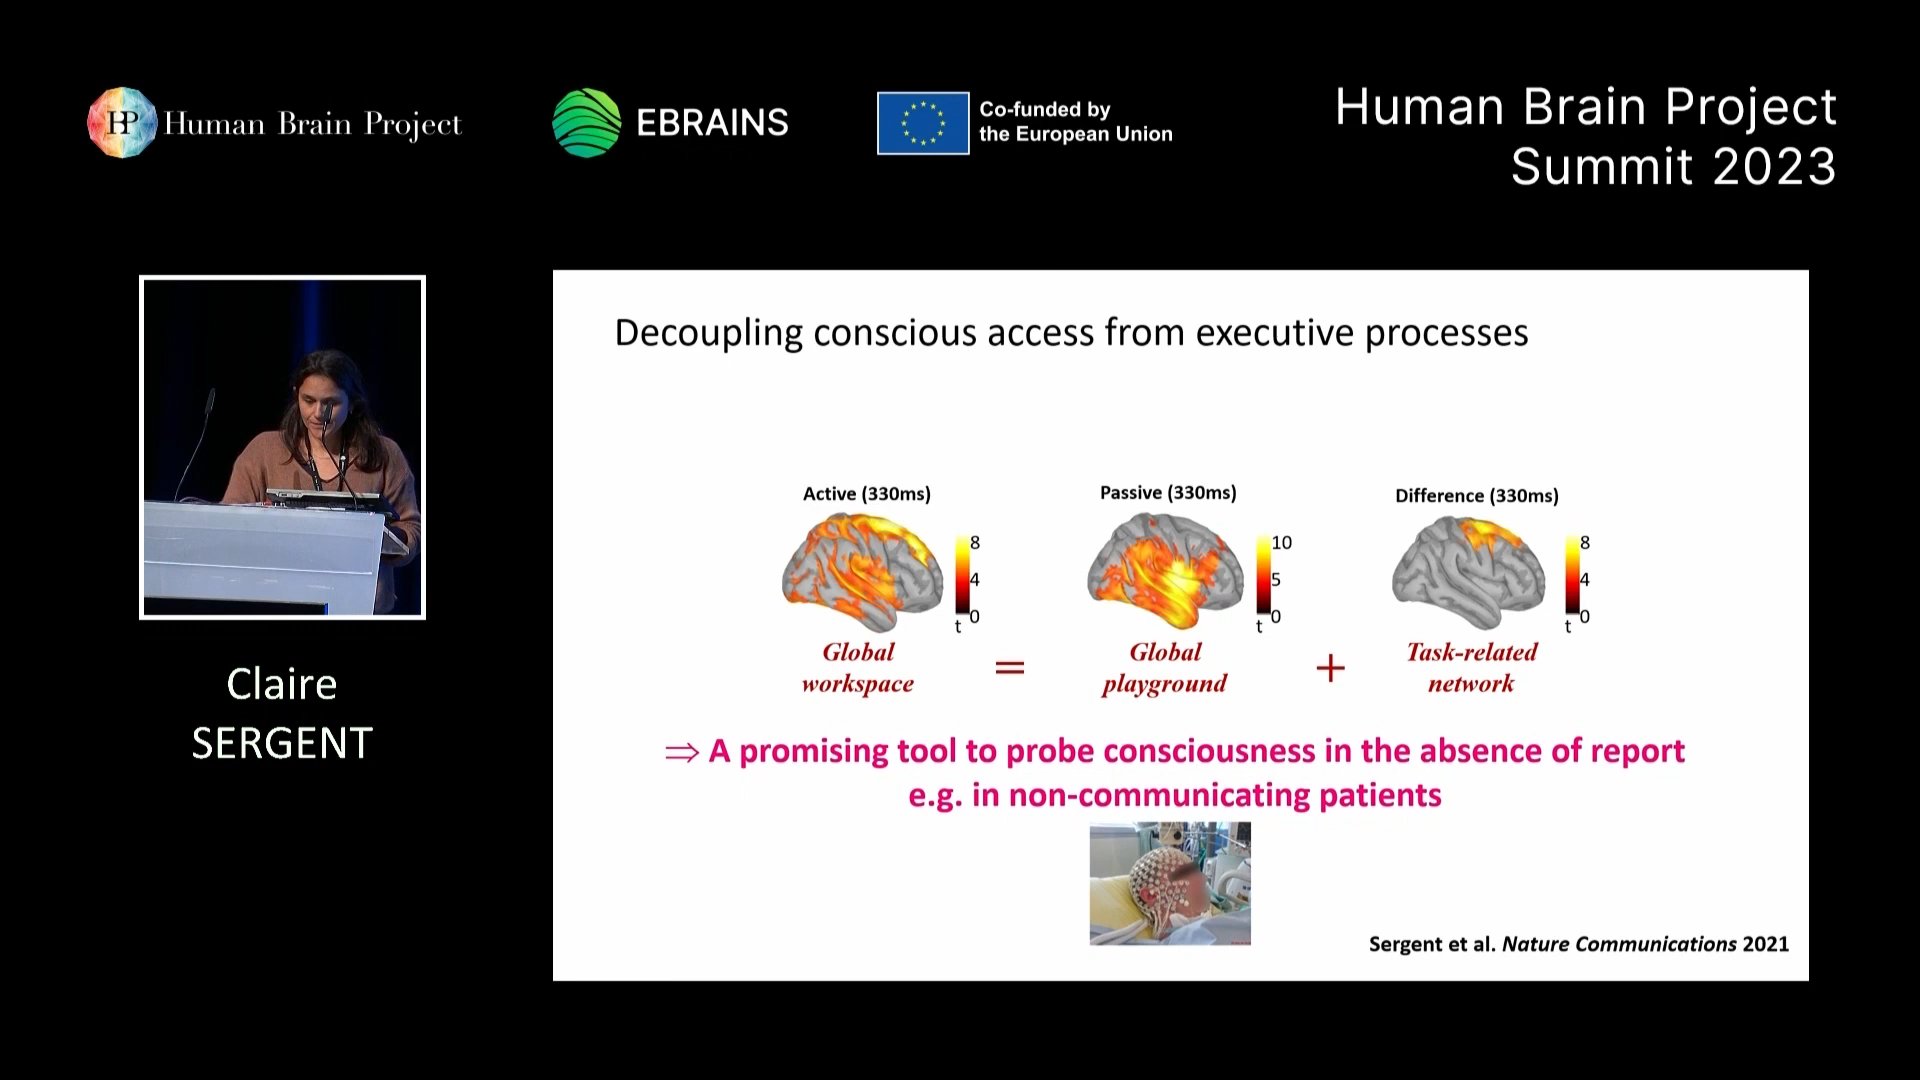 HP Human Brain Project
EBRAINS
Co-funded by
the European Union
Human Brain Project
Summit 2023
Claire
SERGENT
Decoupling conscious access from executive processes
Active (330ms)
8
4
0
t
Passive (330ms)
10
5
0
t
Difference (330ms)
8
4
0
t
Global
workspace
=
Global
playground
+
Task-related
network
⇒ A promising tool to probe consciousness in the absence of report
e.g. in non-communicating patients
Sergent et al. Nature Communications 2021